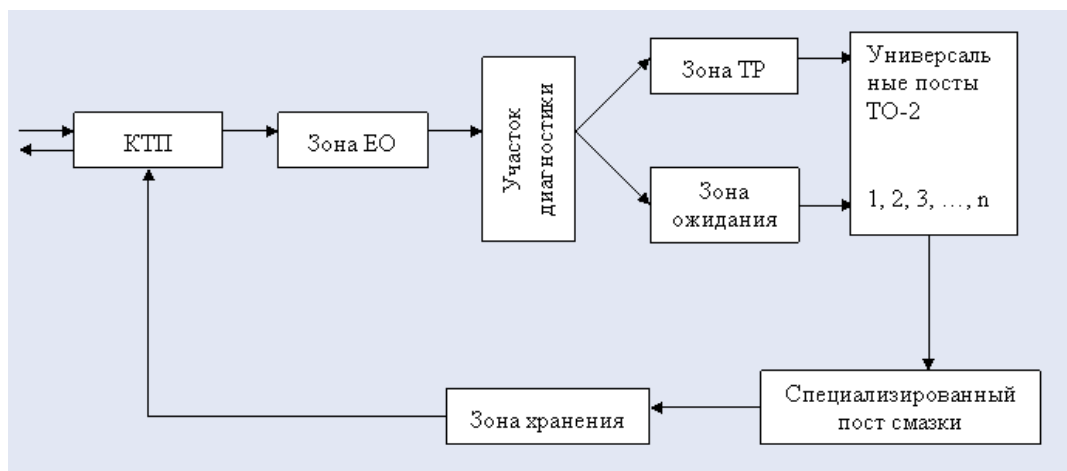 КТП
Зона ЕО
Участок
диагностики
Зона ТР
Зона
ожидания
Универсаль
ные посты
ТО-2
1, 2, 3, …, n
Специализированный
пост смазки
Зона хранения